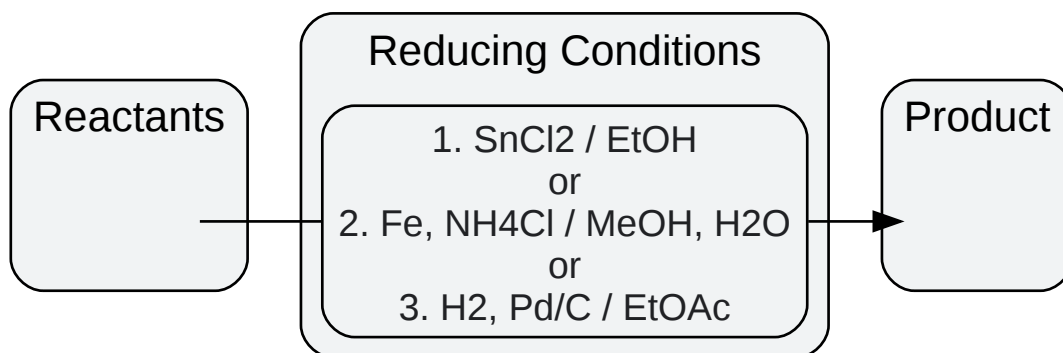 Reducing Conditions
Reactants
Product
1. SnCl2 / EtOH
or
2. Fe, NH4Cl / MeOH, H2O
or
3. H2, Pd/C / EtOAc